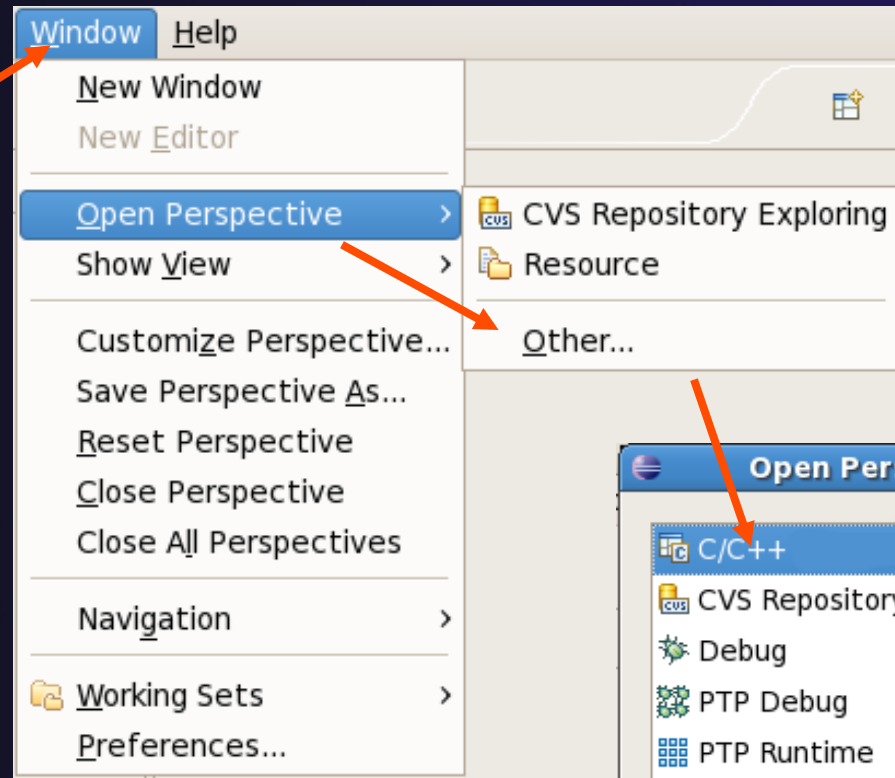 Window Help
New Window
New Editor
Open Perspective
Show View
Customize Perspective...
Save Perspective As...
Reset Perspective
Close Perspective
Close All Perspectives
Navigation
Working Sets
Preferences...
CVS Repository Exploring
Resource
Other...
Open Per
C/C++
CVS Repository
Debug
PTP Debug
PTP Runtime